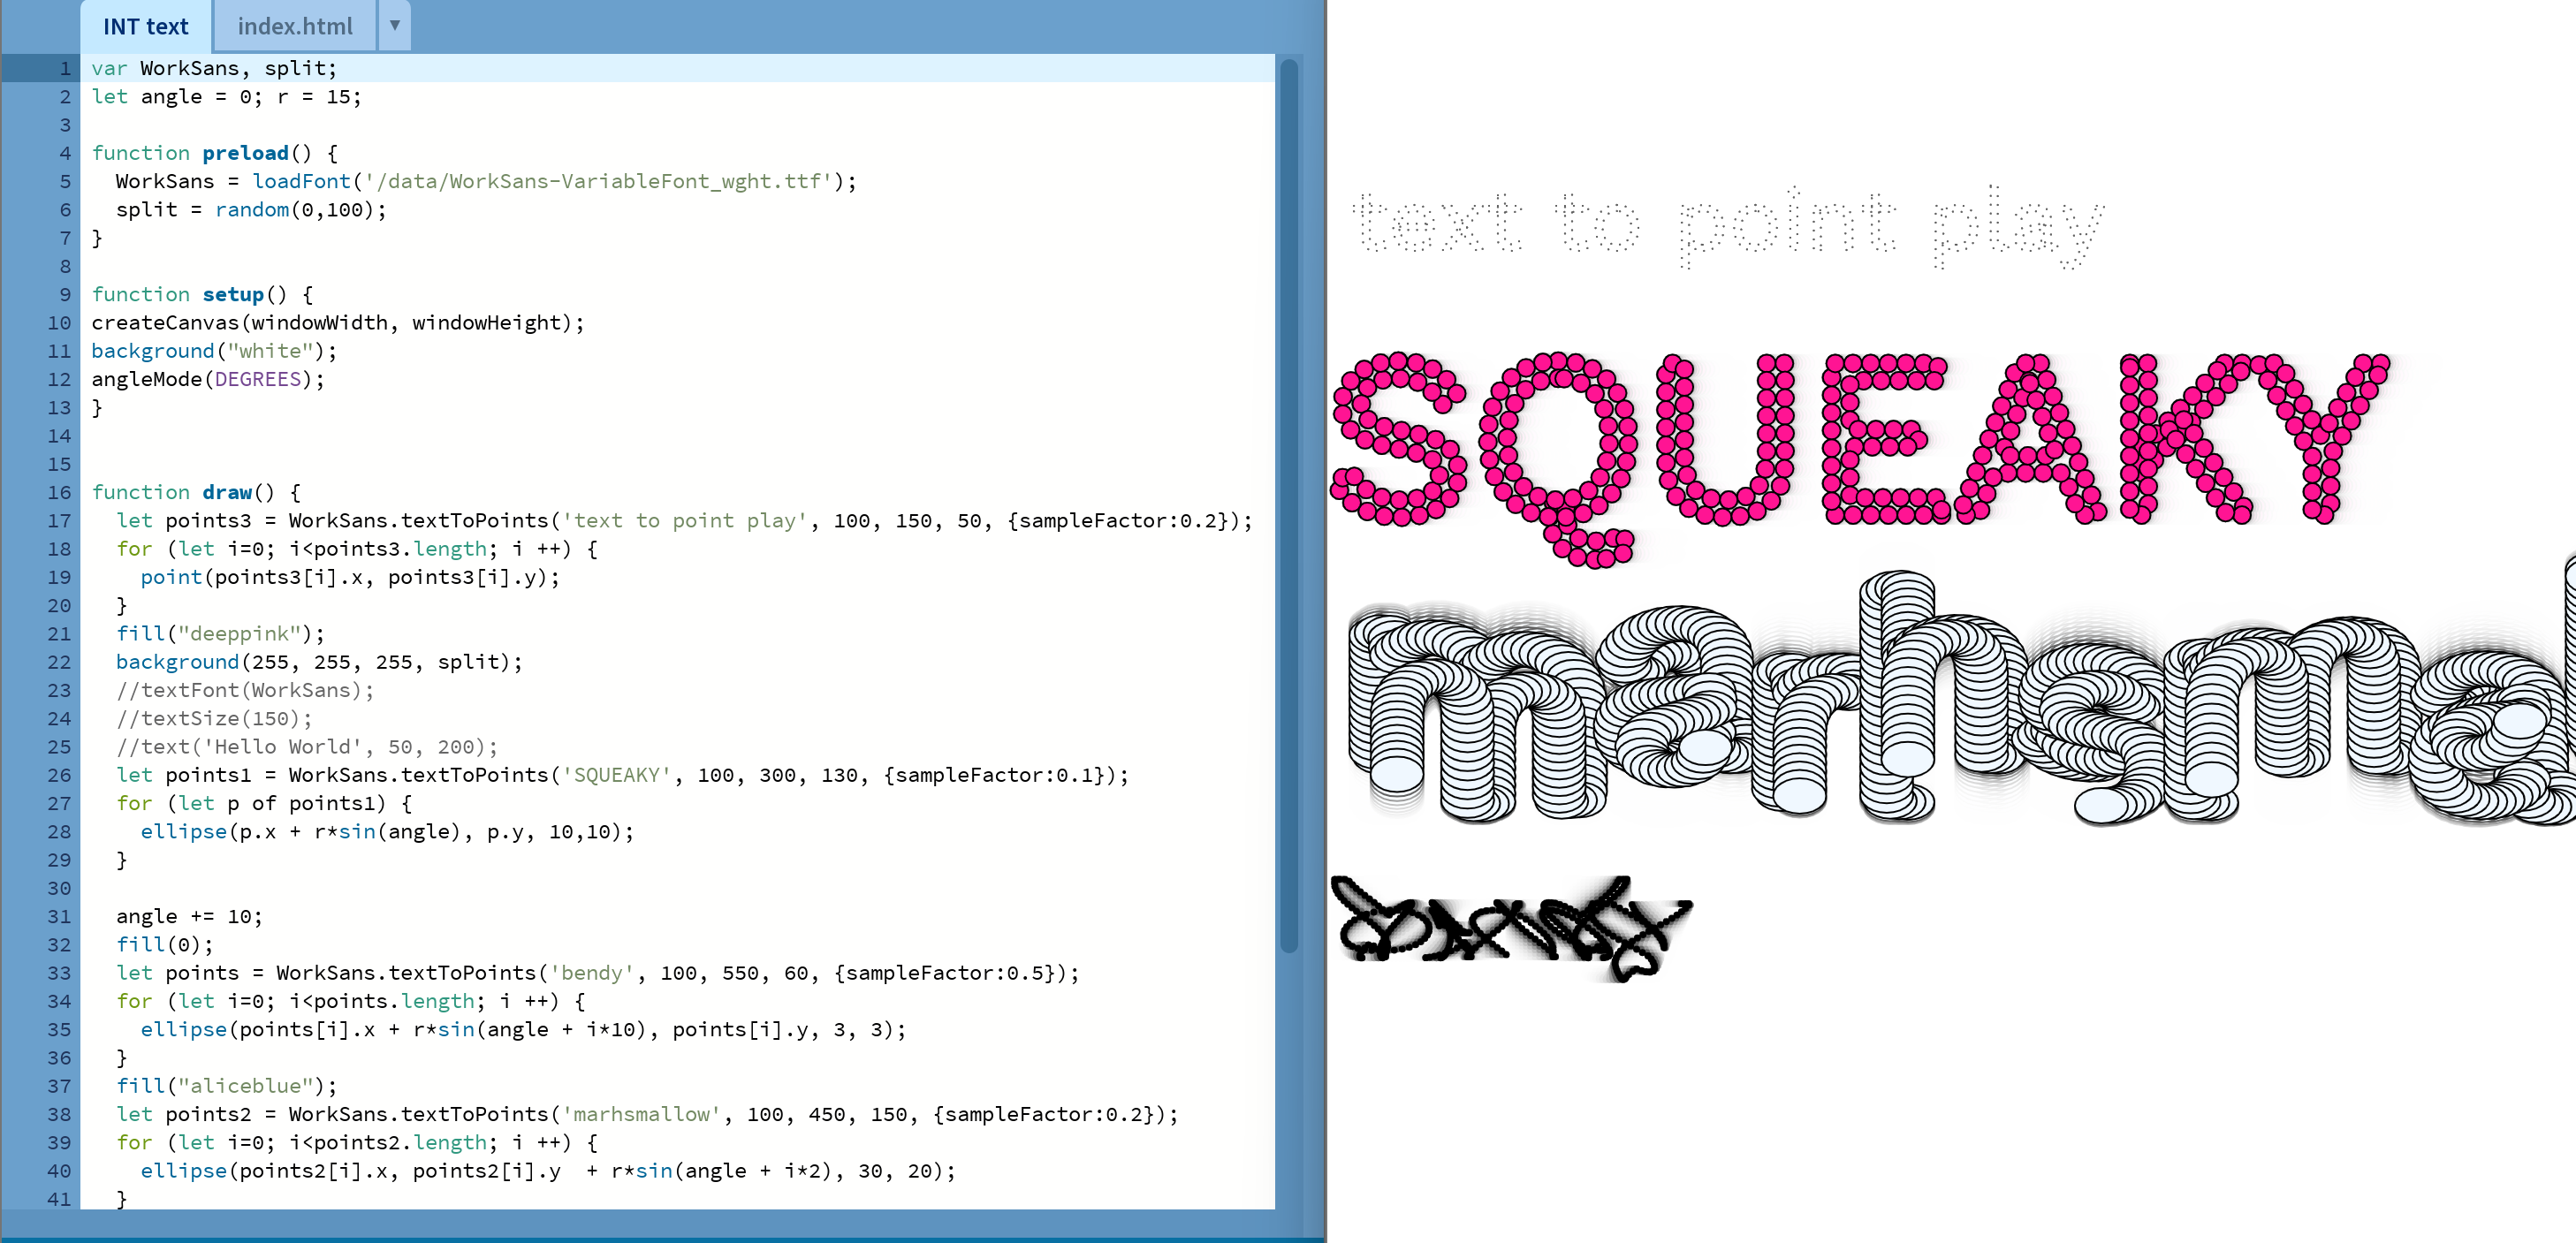 INT text
index.html
▼
1 var WorkSans, split;
2 let angle = 0; r = 15;
3
4 function preload() {
5   WorkSans = loadFont('/data/WorkSans-VariableFont_wght.ttf');
6   split = random(0,100);
7 }
8
9 function setup() {
10 createCanvas(windowWidth, windowHeight);
11 background("white");
12 angleMode(DEGREES);
13 }
14
15
16 function draw() {
17   let points3 = WorkSans.textToPoints('text to point play', 100, 150, 50, {sampleFactor:0.2});
18   for (let i=0; i<points3.length; i ++) {
19     point(points3[i].x, points3[i].y);
20   }
21   fill("deeppink");
22   background(255, 255, 255, split);
23   //textFont(WorkSans);
24   //textSize(150);
25   //text('Hello World', 50, 200);
26   let points1 = WorkSans.textToPoints('SQUEAKY', 100, 300, 130, {sampleFactor:0.1});
27   for (let p of points1) {
28     ellipse(p.x + r*sin(angle), p.y, 10,10);
29   }
30
31   angle += 10;
32   fill(0);
33   let points = WorkSans.textToPoints('bendy', 100, 550, 60, {sampleFactor:0.5});
34   for (let i=0; i<points.length; i ++) {
35     ellipse(points[i].x + r*sin(angle + i*10), points[i].y, 3, 3);
36   }
37   fill("aliceblue");
38   let points2 = WorkSans.textToPoints('marhsmallow', 100, 450, 150, {sampleFactor:0.2});
39   for (let i=0; i<points2.length; i ++) {
40     ellipse(points2[i].x, points2[i].y  + r*sin(angle + i*2), 30, 20);
41   }
text to point play
SQUEAKY
marhsmal
bendy